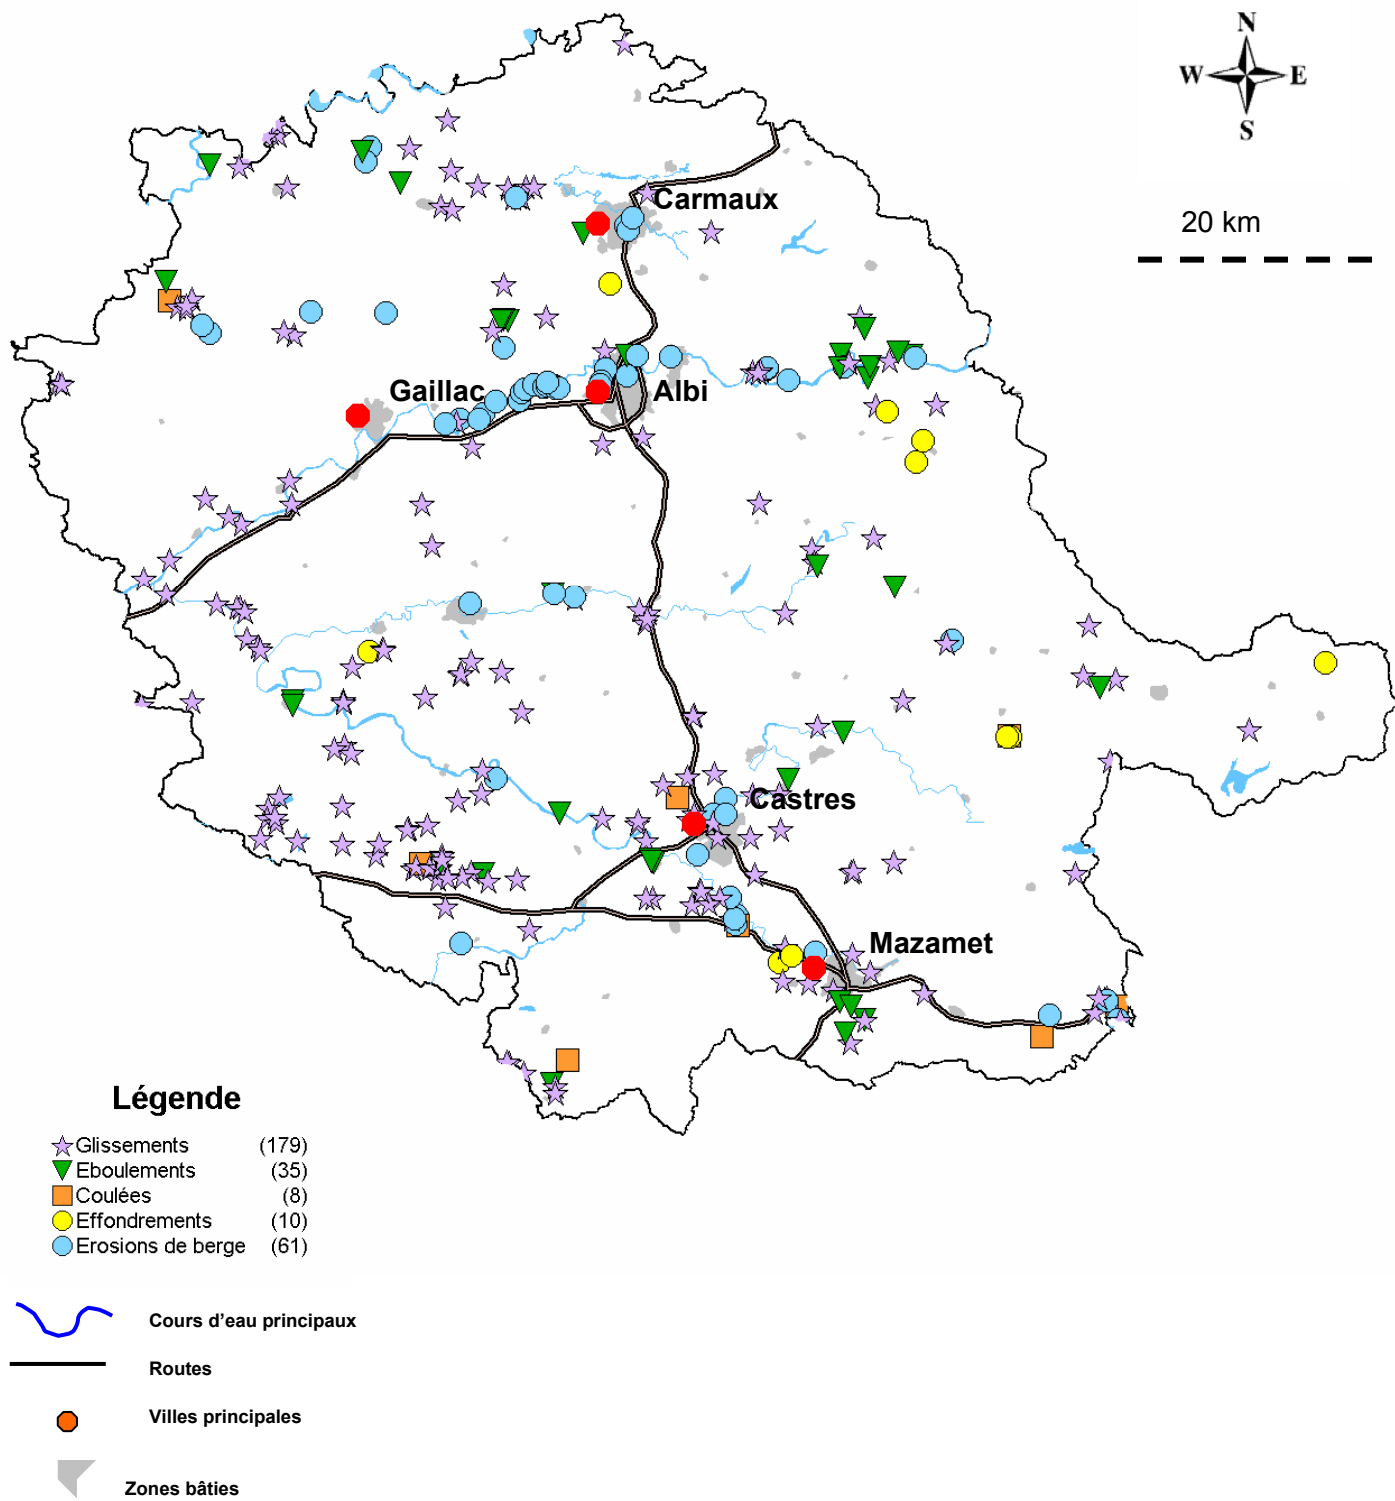 N
W E
S
20 km
Carmaux
Gaillac
Albi
Castres
Mazamet
Légende
Glissements (179)
Eboulements (35)
Coulées (8)
Effondrements (10)
Erosions de berge (61)
Cours d'eau principaux
Routes
Villes principales
Zones bâties